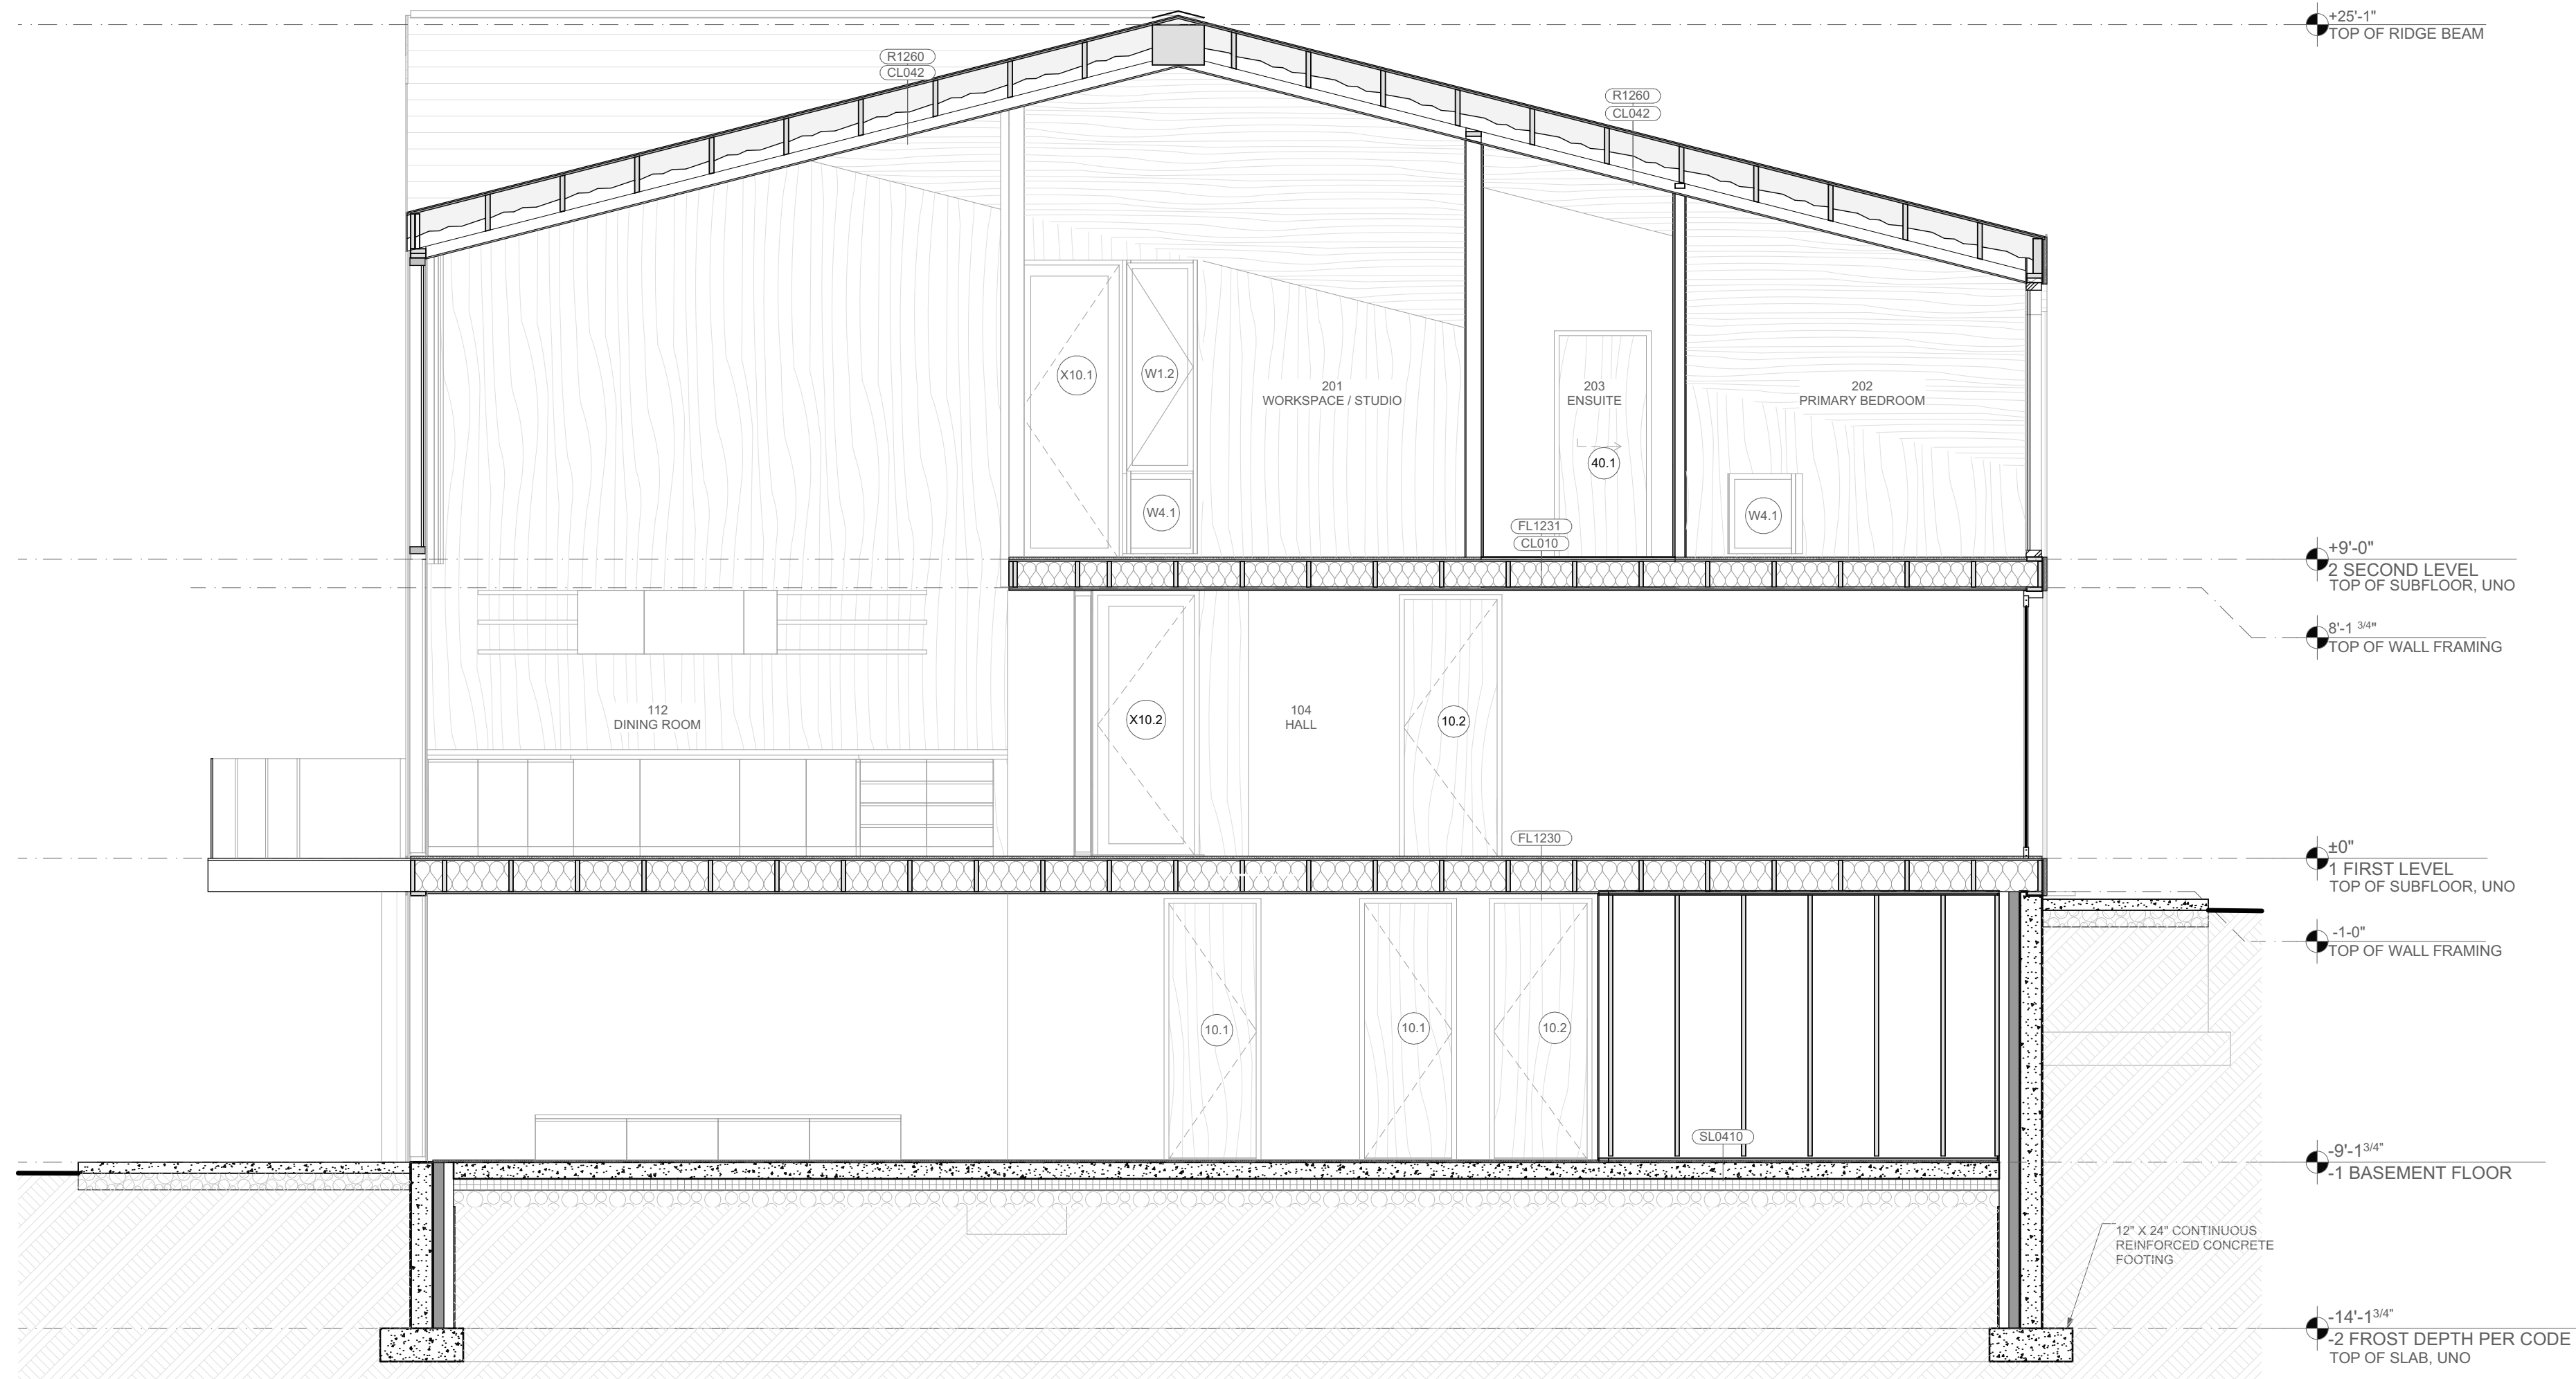 +25'-1"
TOP OF RIDGE BEAM
R1260
CL042
R1260
CL042
X10.1
W1.2
201
WORKSPACE / STUDIO
203
ENSUITE
202
PRIMARY BEDROOM
40.1
W4.1
W4.1
FL1231
CL010
+9'-0"
2 SECOND LEVEL
TOP OF SUBFLOOR, UNO
8'-1 3/4"
TOP OF WALL FRAMING
112
DINING ROOM
X10.2
104
HALL
10.2
FL1230
±0"
1 FIRST LEVEL
TOP OF SUBFLOOR, UNO
-1-0"
TOP OF WALL FRAMING
10.1
10.1
10.2
SL0410
-9'-1 3/4"
-1 BASEMENT FLOOR
12" X 24" CONTINUOUS
REINFORCED CONCRETE
FOOTING
-14'-1 3/4"
-2 FROST DEPTH PER CODE
TOP OF SLAB, UNO